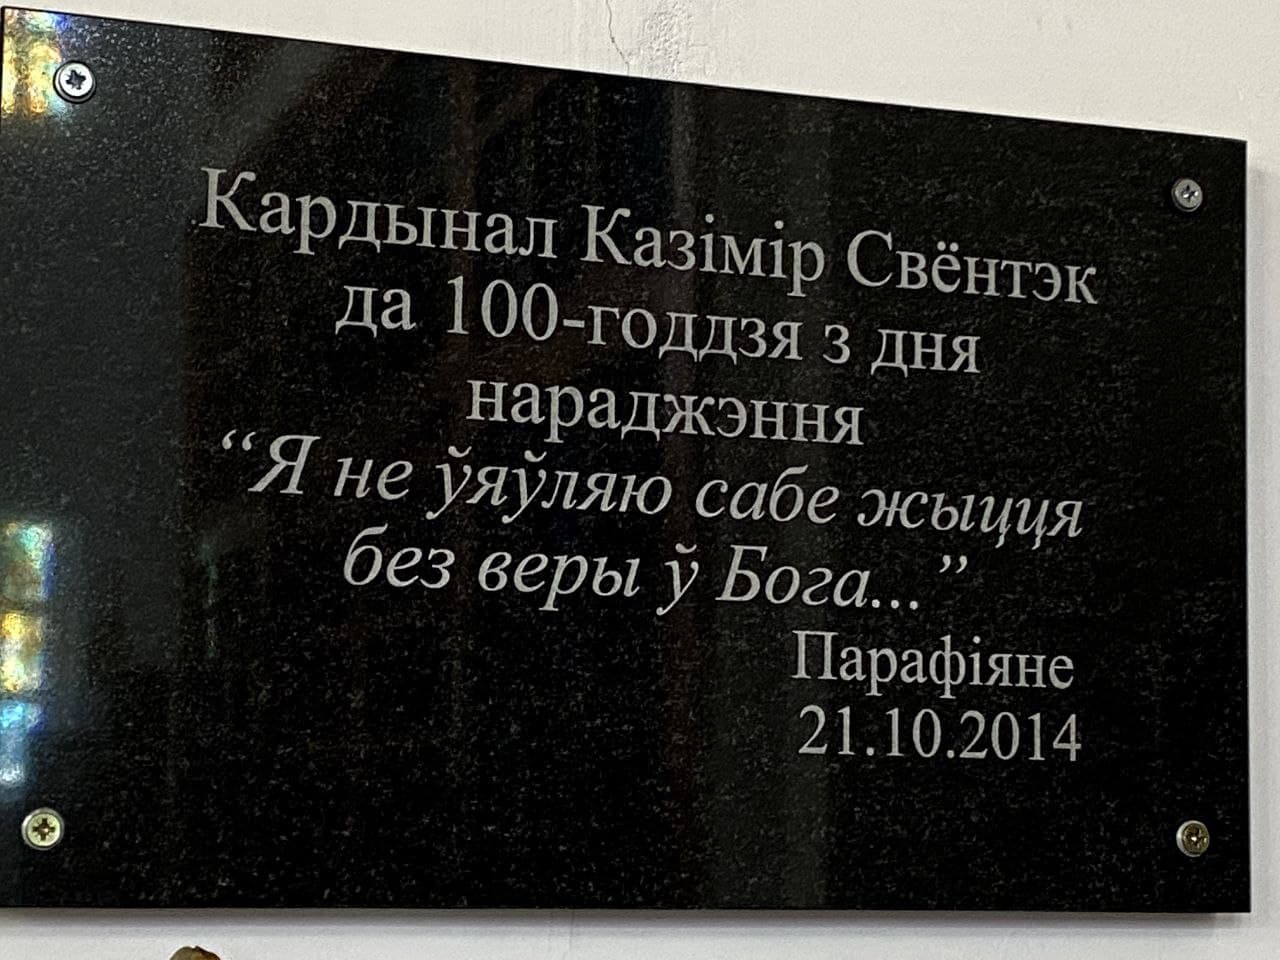 Кардынал Казімір Свёнтэк
да 100-годдзя з дня
нараджэння
“Я не ўяўляю сабе жыцця
без веры ў Бога...”
Парафіяне
21.10.2014